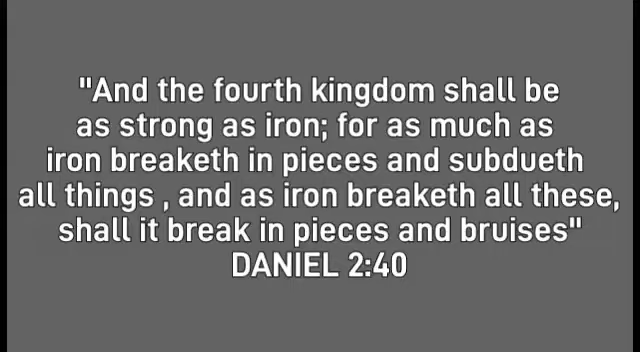 "And the fourth kingdom shall be
as strong as iron; for as much as
iron breaketh in pieces and subdueth
all things , and as iron breaketh all these,
shall it break in pieces and bruises"
DANIEL 2:40